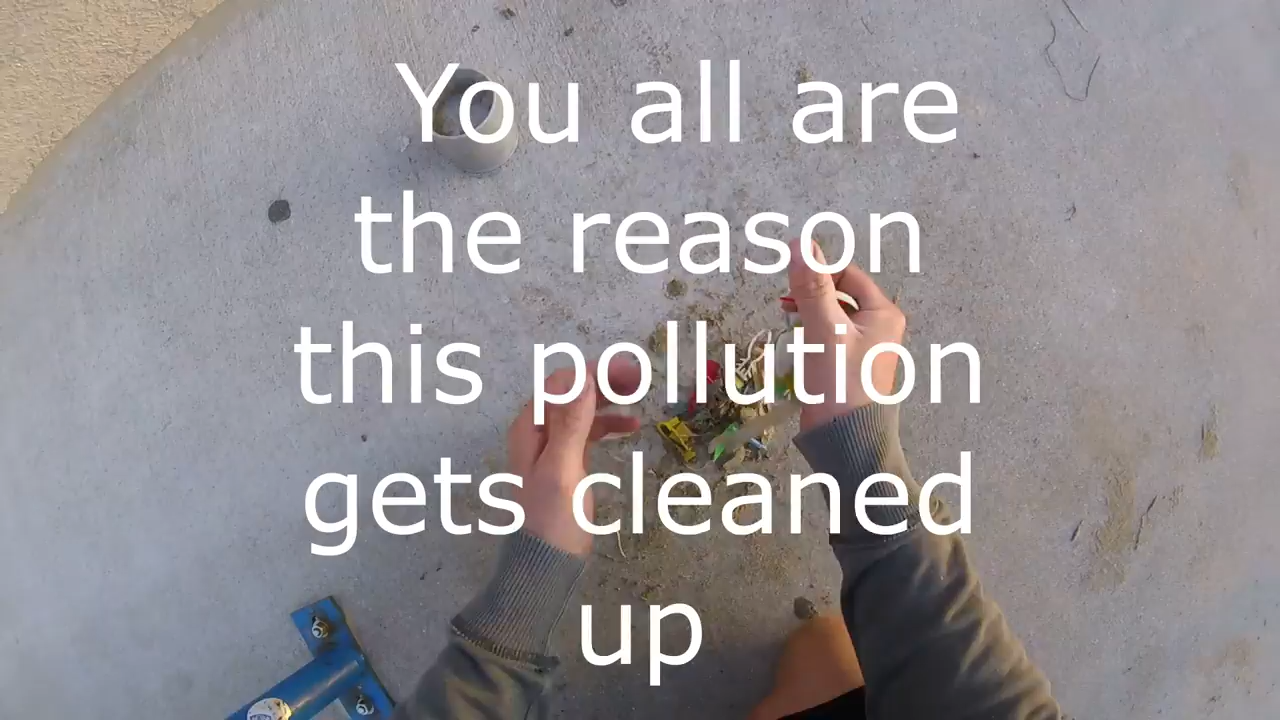 You all are
the reason
this pollution
gets cleaned
up